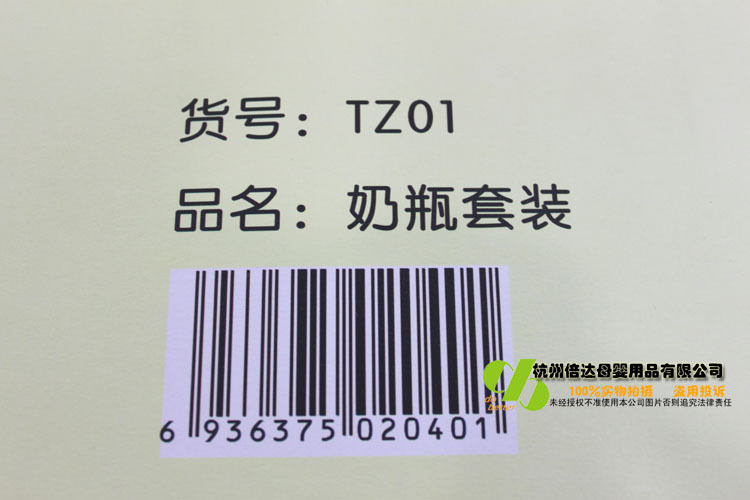 货号：TZ01
品名：奶瓶套装
杭州倍达母婴用品有限公司
100%实物拍摄 盗用投诉
未经授权不准使用本公司图片否则追究法律责任
6 936375 020401